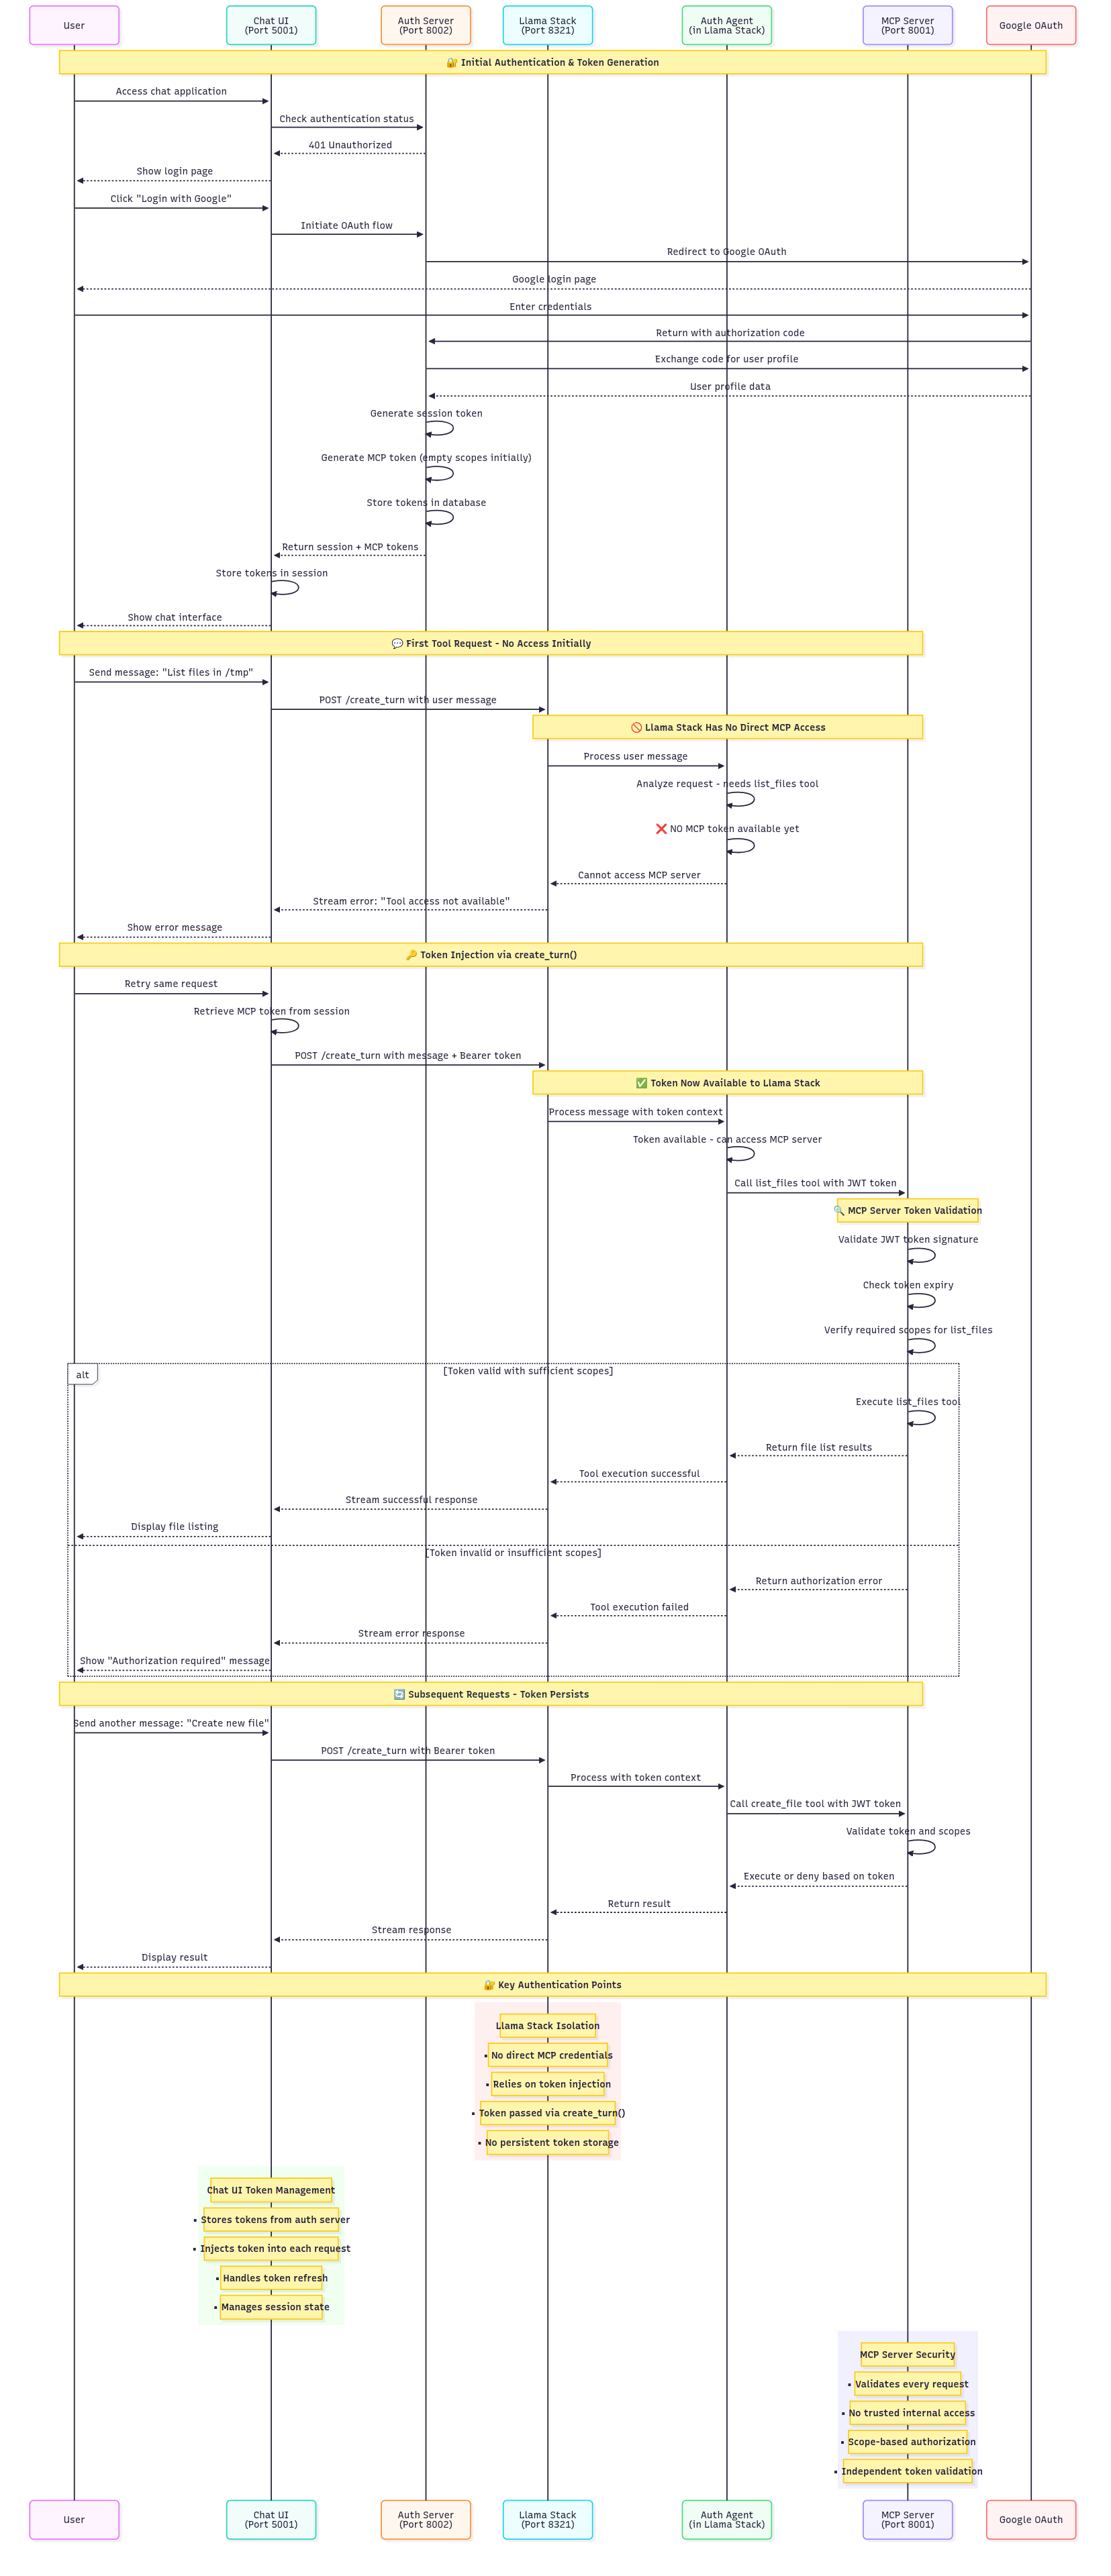 User
Chat UI
(Port 5001)
Auth Server
(Port 8002)
Llama Stack
(Port 8321)
Auth Agent
(in Llama Stack)
MCP Server
(Port 8001)
Google OAuth
🔐 Initial Authentication & Token Generation
Access chat application
Check authentication status
401 Unauthorized
Show login page
Click "Login with Google"
Initiate OAuth flow
Redirect to Google OAuth
Google login page
Enter credentials
Return with authorization code
Exchange code for user profile
User profile data
Generate session token
Generate MCP token (empty scopes initially)
Store tokens in database
Return session + MCP tokens
Store tokens in session
Show chat interface
💬 First Tool Request - No Access Initially
Send message: "List files in /tmp"
POST /create_turn with user message
🚫 Llama Stack Has No Direct MCP Access
Process user message
Analyze request - needs list_files tool
❌ NO MCP token available yet
Cannot access MCP server
Stream error: "Tool access not available"
Show error message
🔑 Token Injection via create_turn()
Retry same request
Retrieve MCP token from session
POST /create_turn with message + Bearer token
✅ Token Now Available to Llama Stack
Process message with token context
Token available - can access MCP server
Call list_files tool with JWT token
🔍 MCP Server Token Validation
Validate JWT token signature
Check token expiry
Verify required scopes for list_files
alt
[Token valid with sufficient scopes]
Execute list_files tool
Return file list results
Tool execution successful
Stream successful response
Display file listing
[Token invalid or insufficient scopes]
Return authorization error
Tool execution failed
Stream error response
Show "Authorization required" message
🔄 Subsequent Requests - Token Persists
Send another message: "Create new file"
POST /create_turn with Bearer token
Process with token context
Call create_file tool with JWT token
Validate token and scopes
Execute or deny based on token
Return result
Stream response
Display result
🔐 Key Authentication Points
Llama Stack Isolation
▪ No direct MCP credentials
▪ Relies on token injection
▪ Token passed via create_turn()
▪ No persistent token storage
Chat UI Token Management
▪ Stores tokens from auth server
▪ Injects token into each request
▪ Handles token refresh
▪ Manages session state
MCP Server Security
▪ Validates every request
▪ No trusted internal access
▪ Scope-based authorization
▪ Independent token validation
User
Chat UI
(Port 5001)
Auth Server
(Port 8002)
Llama Stack
(Port 8321)
Auth Agent
(in Llama Stack)
MCP Server
(Port 8001)
Google OAuth